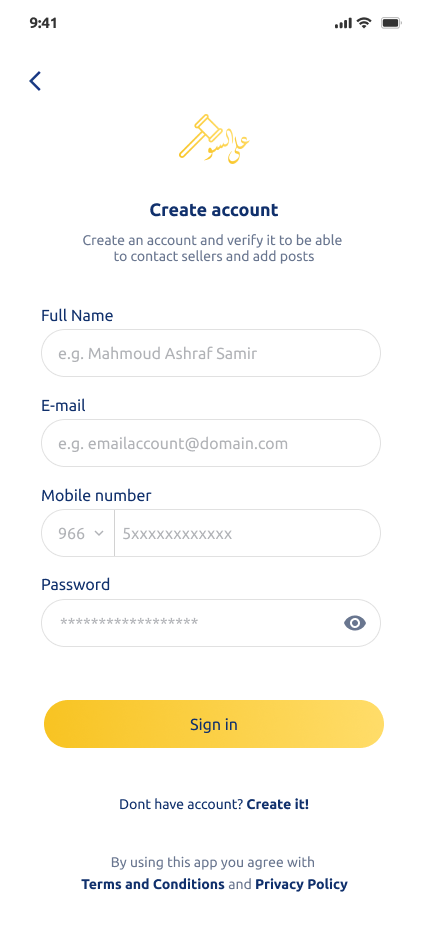 9:41
على السوم
Create account
Create an account and verify it to be able
to contact sellers and add posts
Full Name
e.g. Mahmoud Ashraf Samir
E-mail
e.g. emailaccount@domain.com
Mobile number
966 5xxxxxxxxxxxx
Password
******************
Sign in
Dont have account? Create it!
By using this app you agree with
Terms and Conditions and Privacy Policy